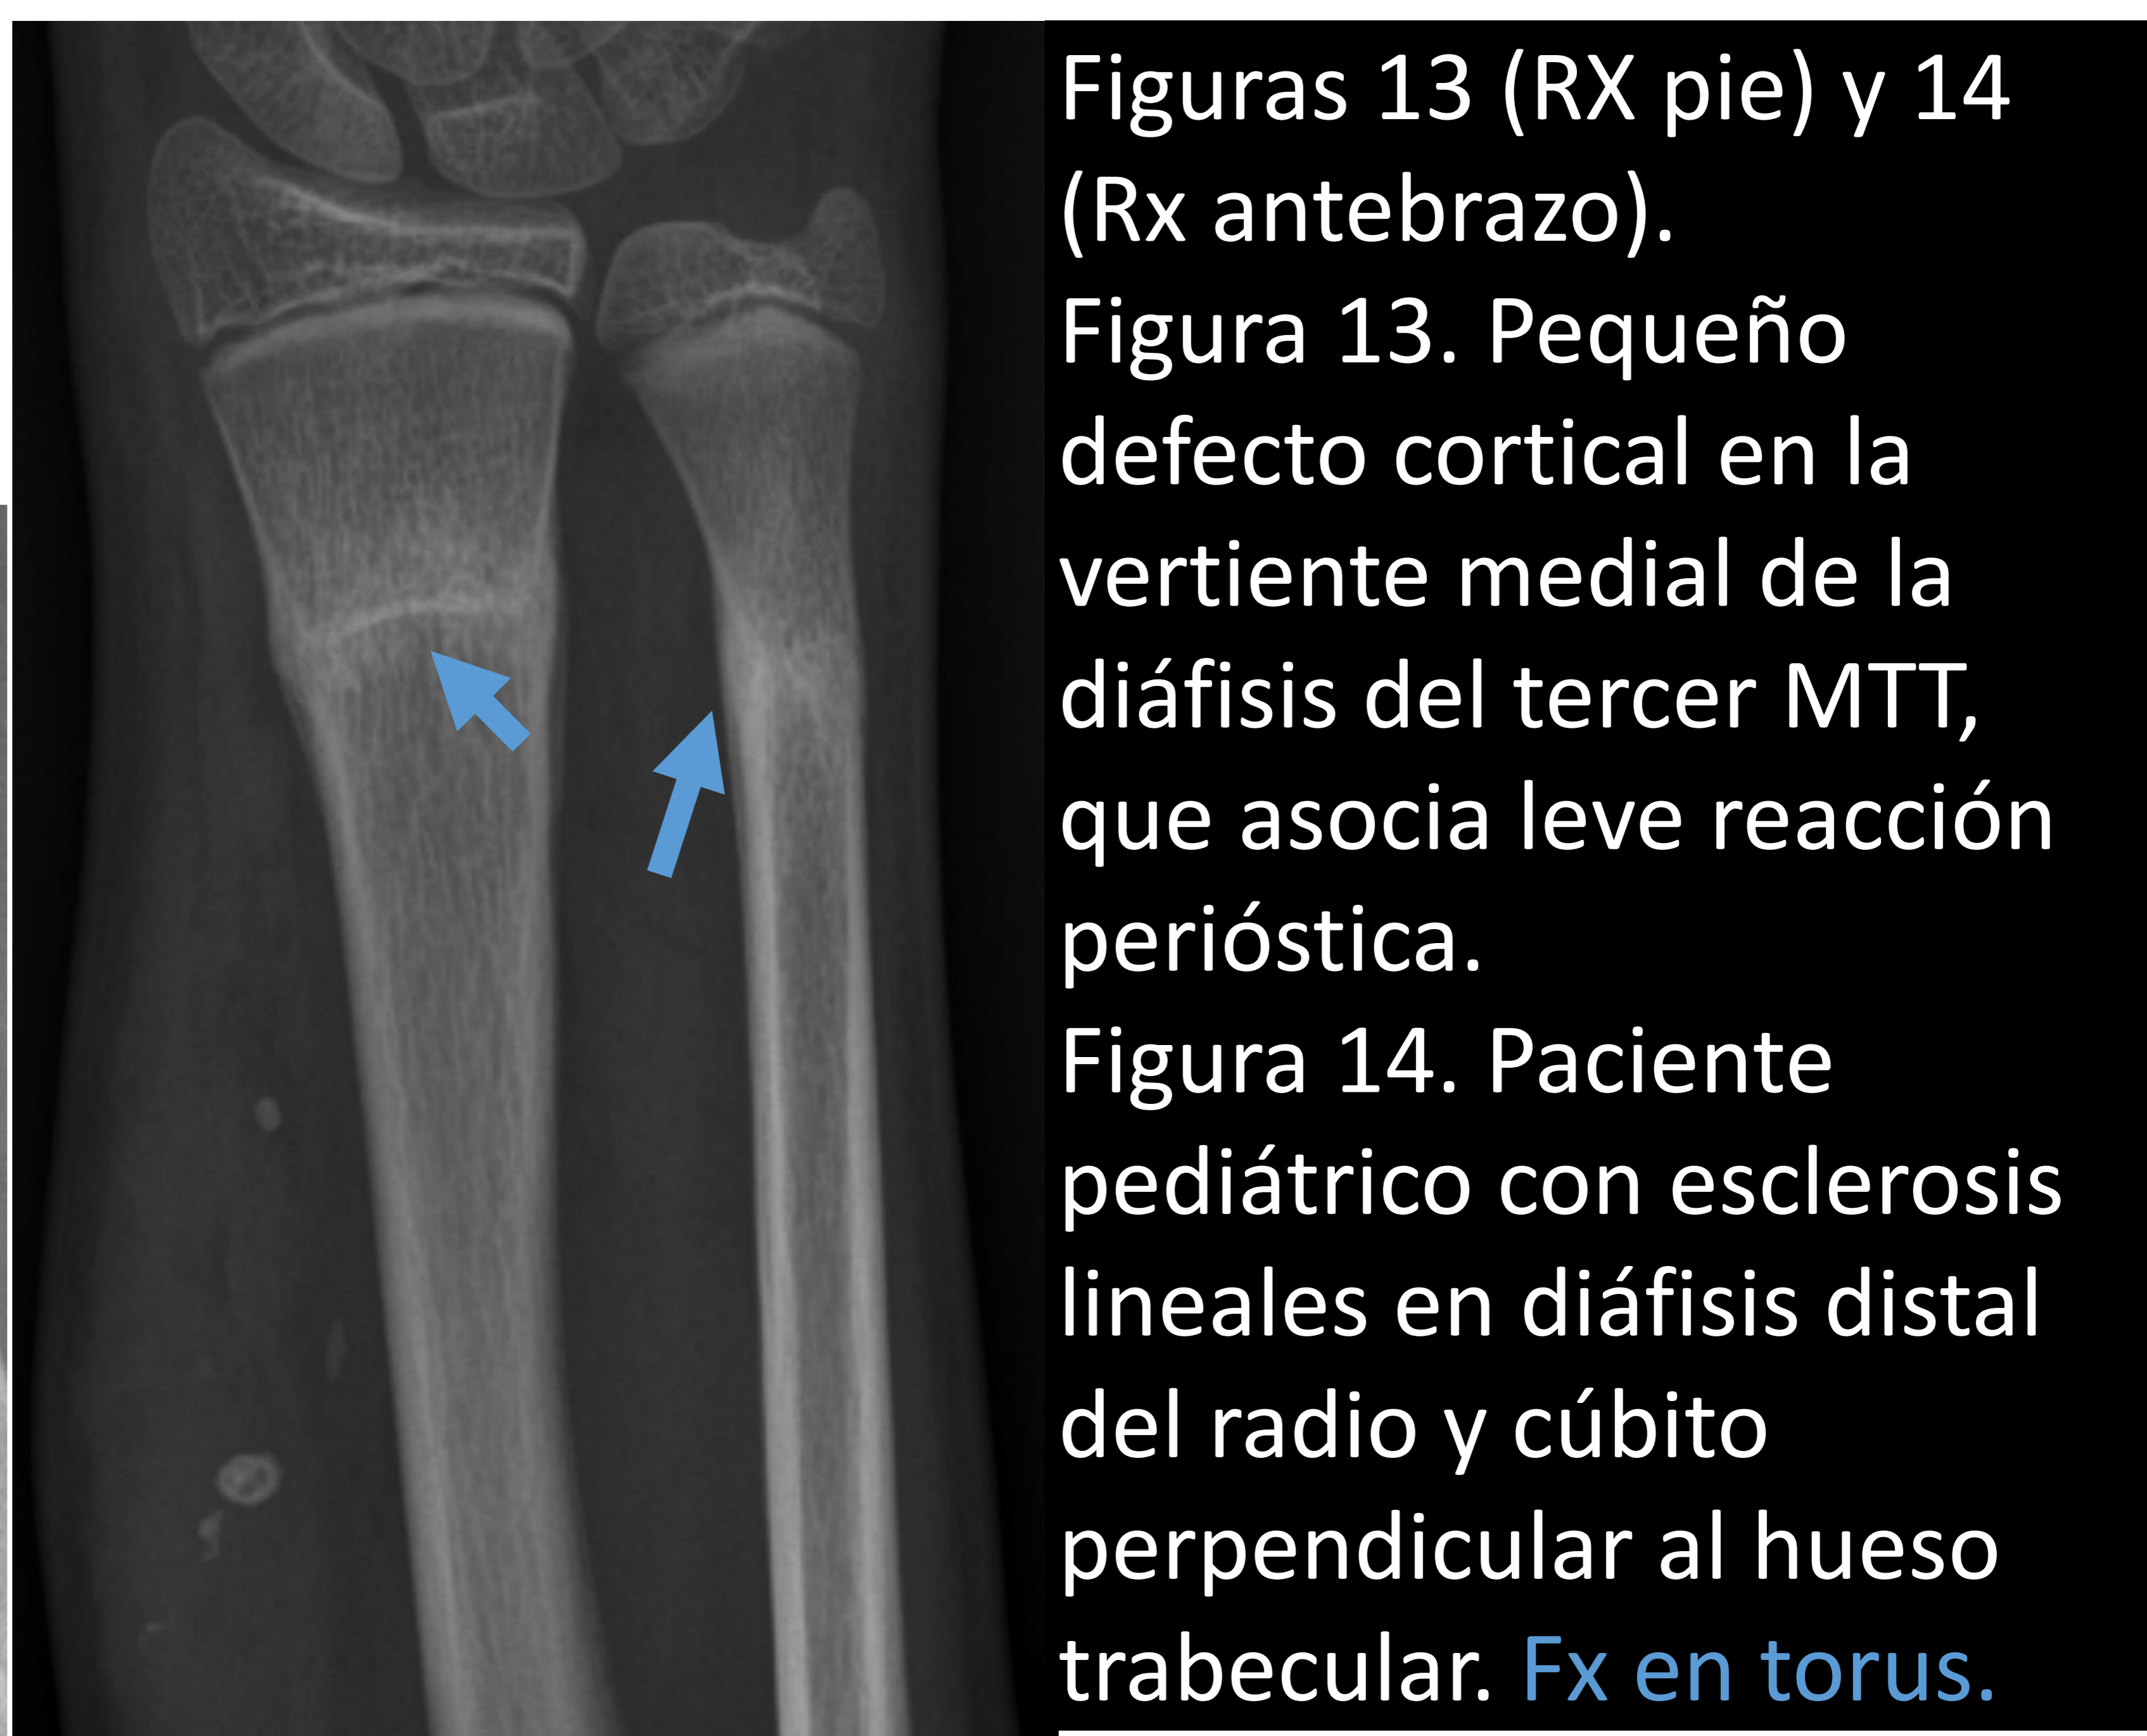 Figuras 13 (RX pie) y 14
(Rx antebrazo).
Figura 13. Pequeño
defecto cortical en la
vertiente medial de la
diáfisis del tercer MTT,
que asocia leve reacción
perióstica.
Figura 14. Paciente
pediátrico con esclerosis
lineales en diáfisis distal
del radio y cúbito
perpendicular al hueso
trabecular. Fx en torus.